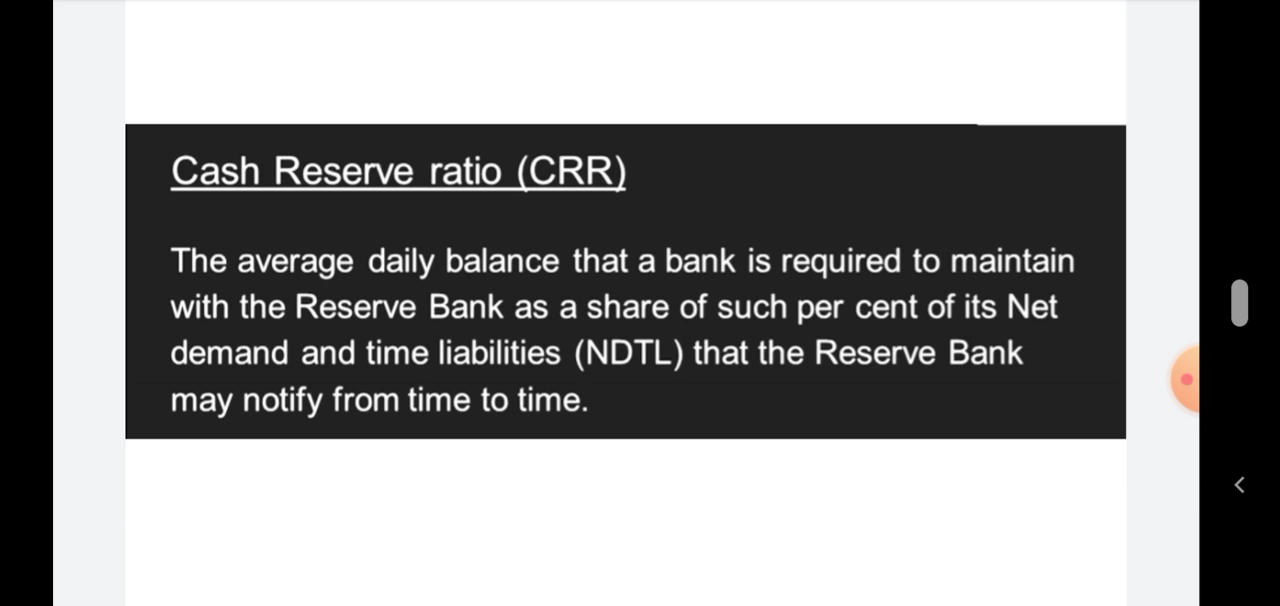 Cash Reserve ratio (CRR)
The average daily balance that a bank is required to maintain
with the Reserve Bank as a share of such per cent of its Net
demand and time liabilities (NDTL) that the Reserve Bank
may notify from time to time.